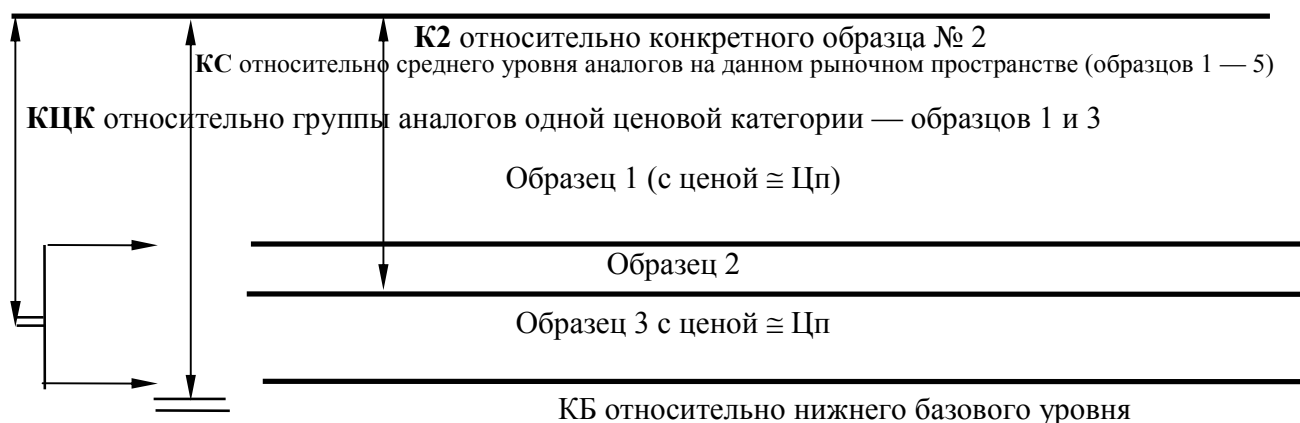 К2 относительно конкретного образца № 2
КС относительно среднего уровня аналогов на данном рыночном пространстве (образцов 1 — 5)
КЦК относительно группы аналогов одной ценовой категории — образцов 1 и 3
Образец 1 (с ценой ≅ Цп)
Образец 2
Образец 3 с ценой ≅ Цп
КБ относительно нижнего базового уровня